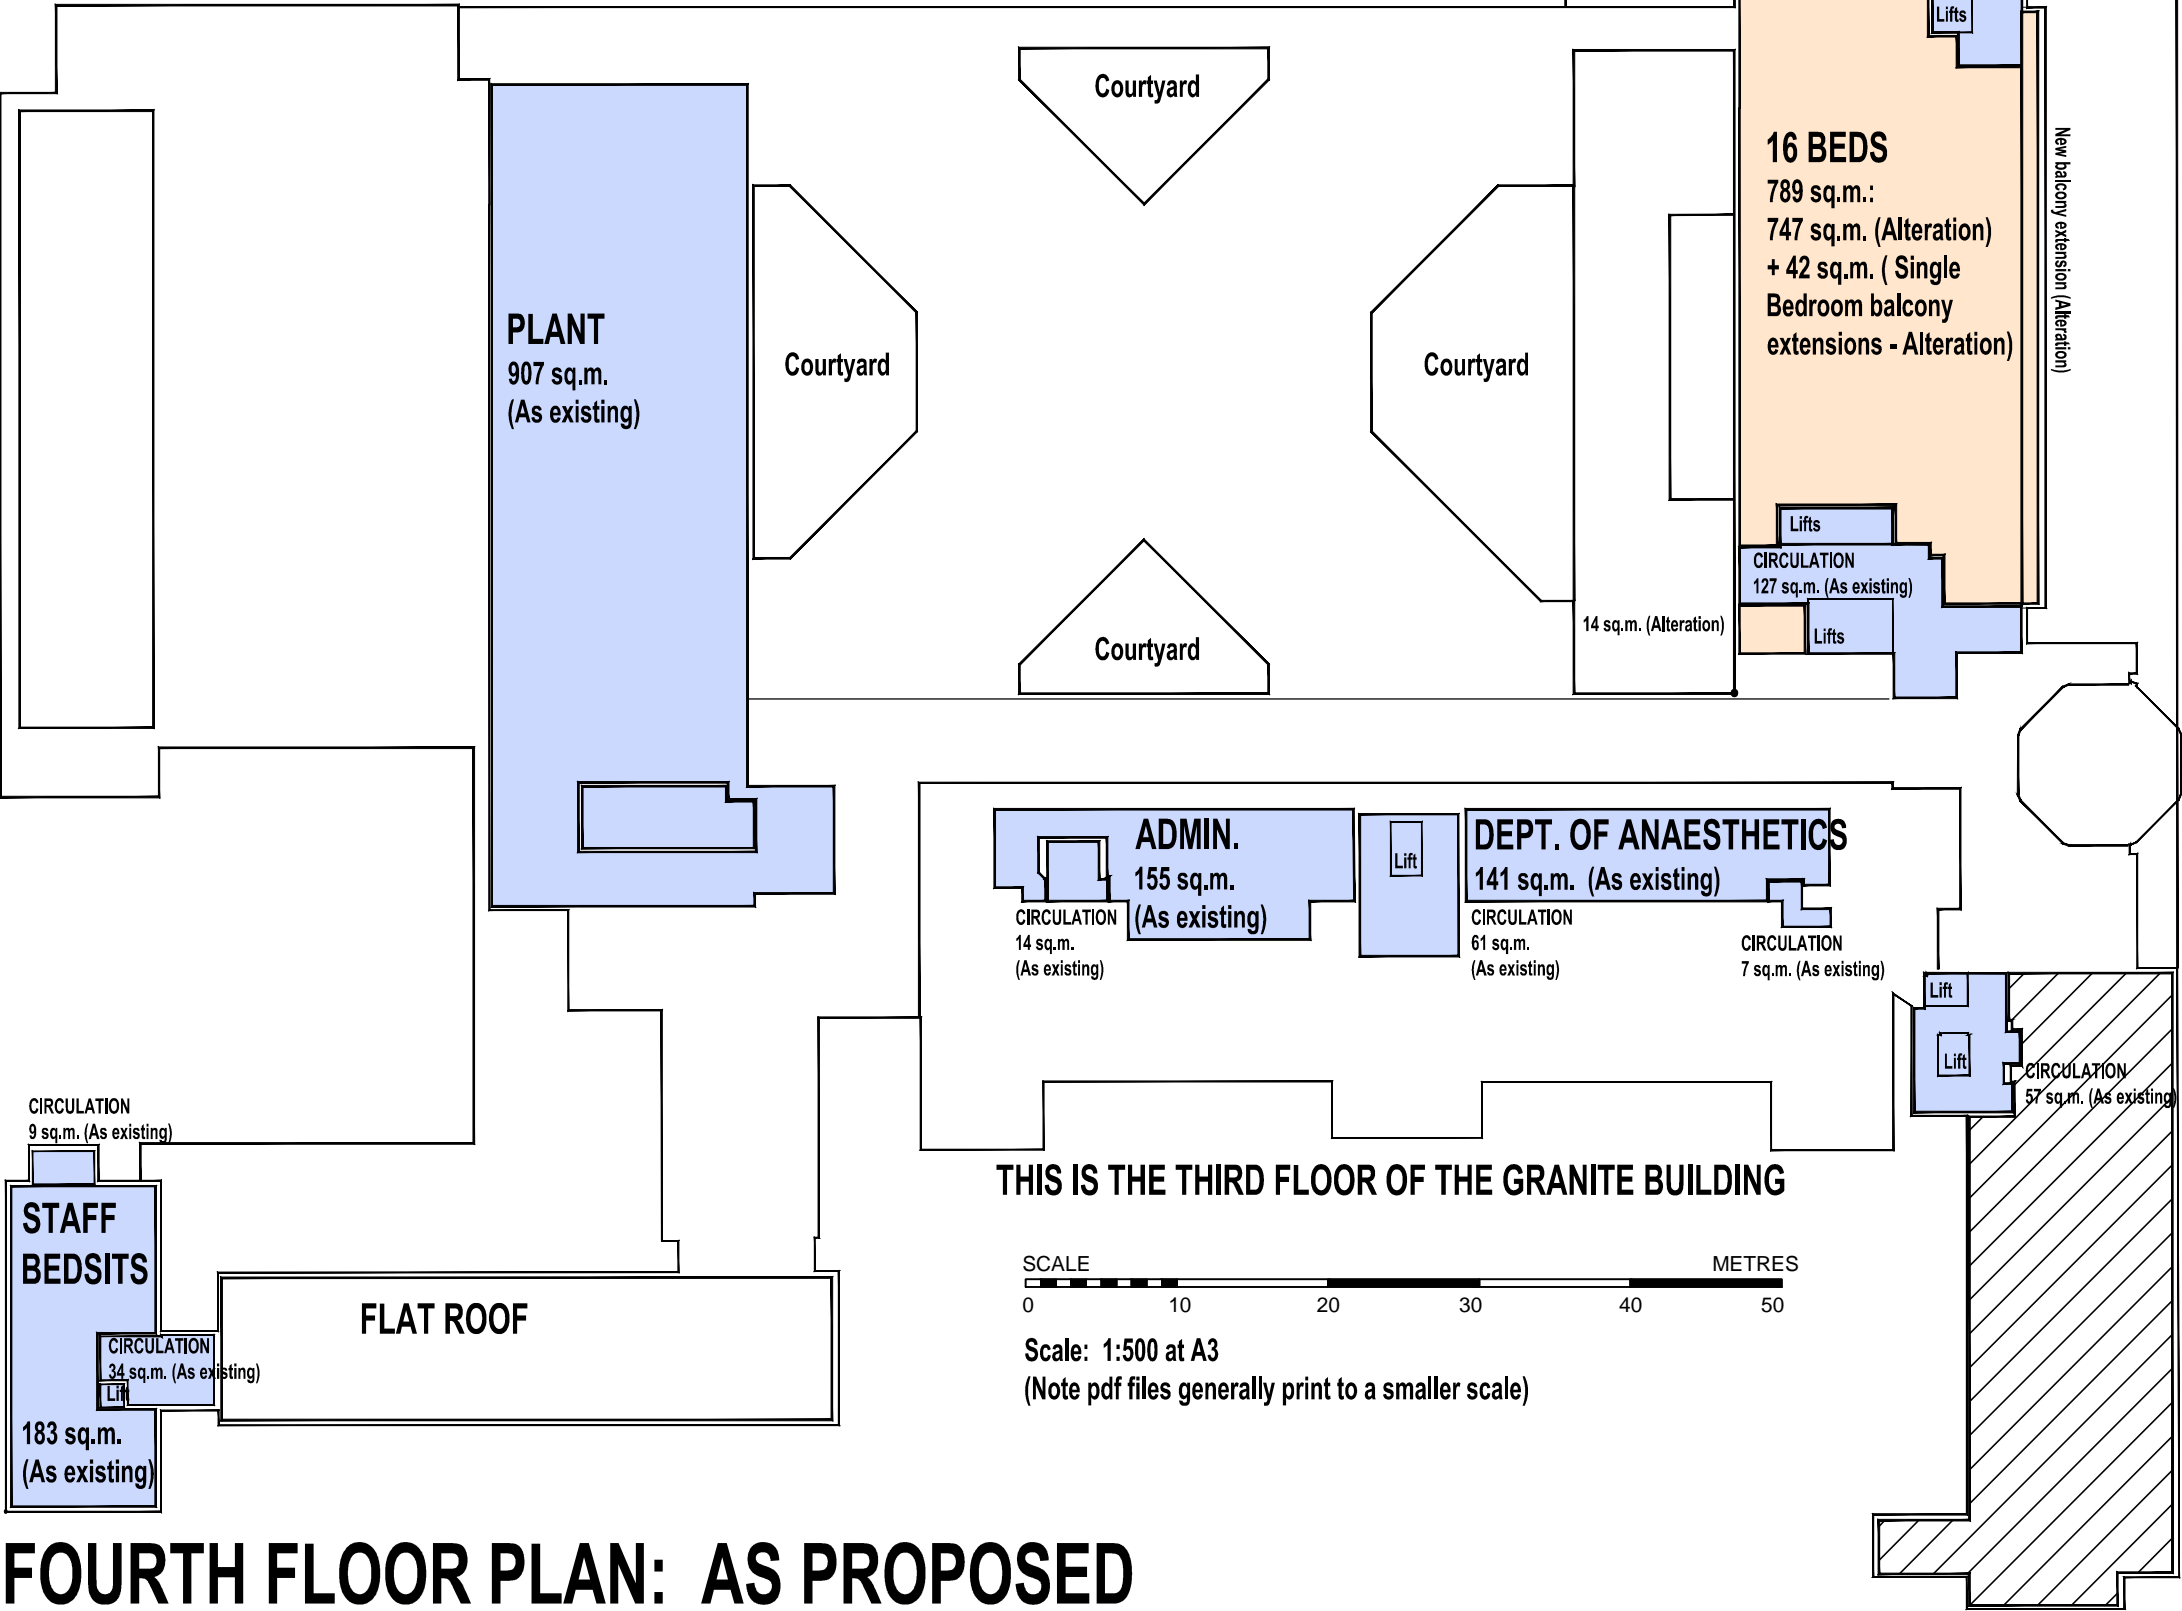 Lifts
Courtyard
16 BEDS
789 sq.m.:
747 sq.m. (Alteration)
+ 42 sq.m. ( Single
Bedroom balcony
extensions - Alteration)
New balcony extension (Alteration)
PLANT
907 sq.m.
(As existing)
Courtyard
Courtyard
Lifts
CIRCULATION
127 sq.m. (As existing)
14 sq.m. (Alteration)
Lifts
Courtyard
ADMIN.
155 sq.m.
(As existing)
Lift
DEPT. OF ANAESTHETICS
141 sq.m. (As existing)
CIRCULATION
14 sq.m.
(As existing)
CIRCULATION
61 sq.m.
(As existing)
CIRCULATION
7 sq.m. (As existing)
Lift
Lift
CIRCULATION
57 sq.m. (As existing)
CIRCULATION
9 sq.m. (As existing)
THIS IS THE THIRD FLOOR OF THE GRANITE BUILDING
STAFF
BEDSITS
SCALE METRES
0 10 20 30 40 50
FLAT ROOF
CIRCULATION
34 sq.m. (As existing)
Lift
Scale: 1:500 at A3
(Note pdf files generally print to a smaller scale)
183 sq.m.
(As existing)
FOURTH FLOOR PLAN: AS PROPOSED